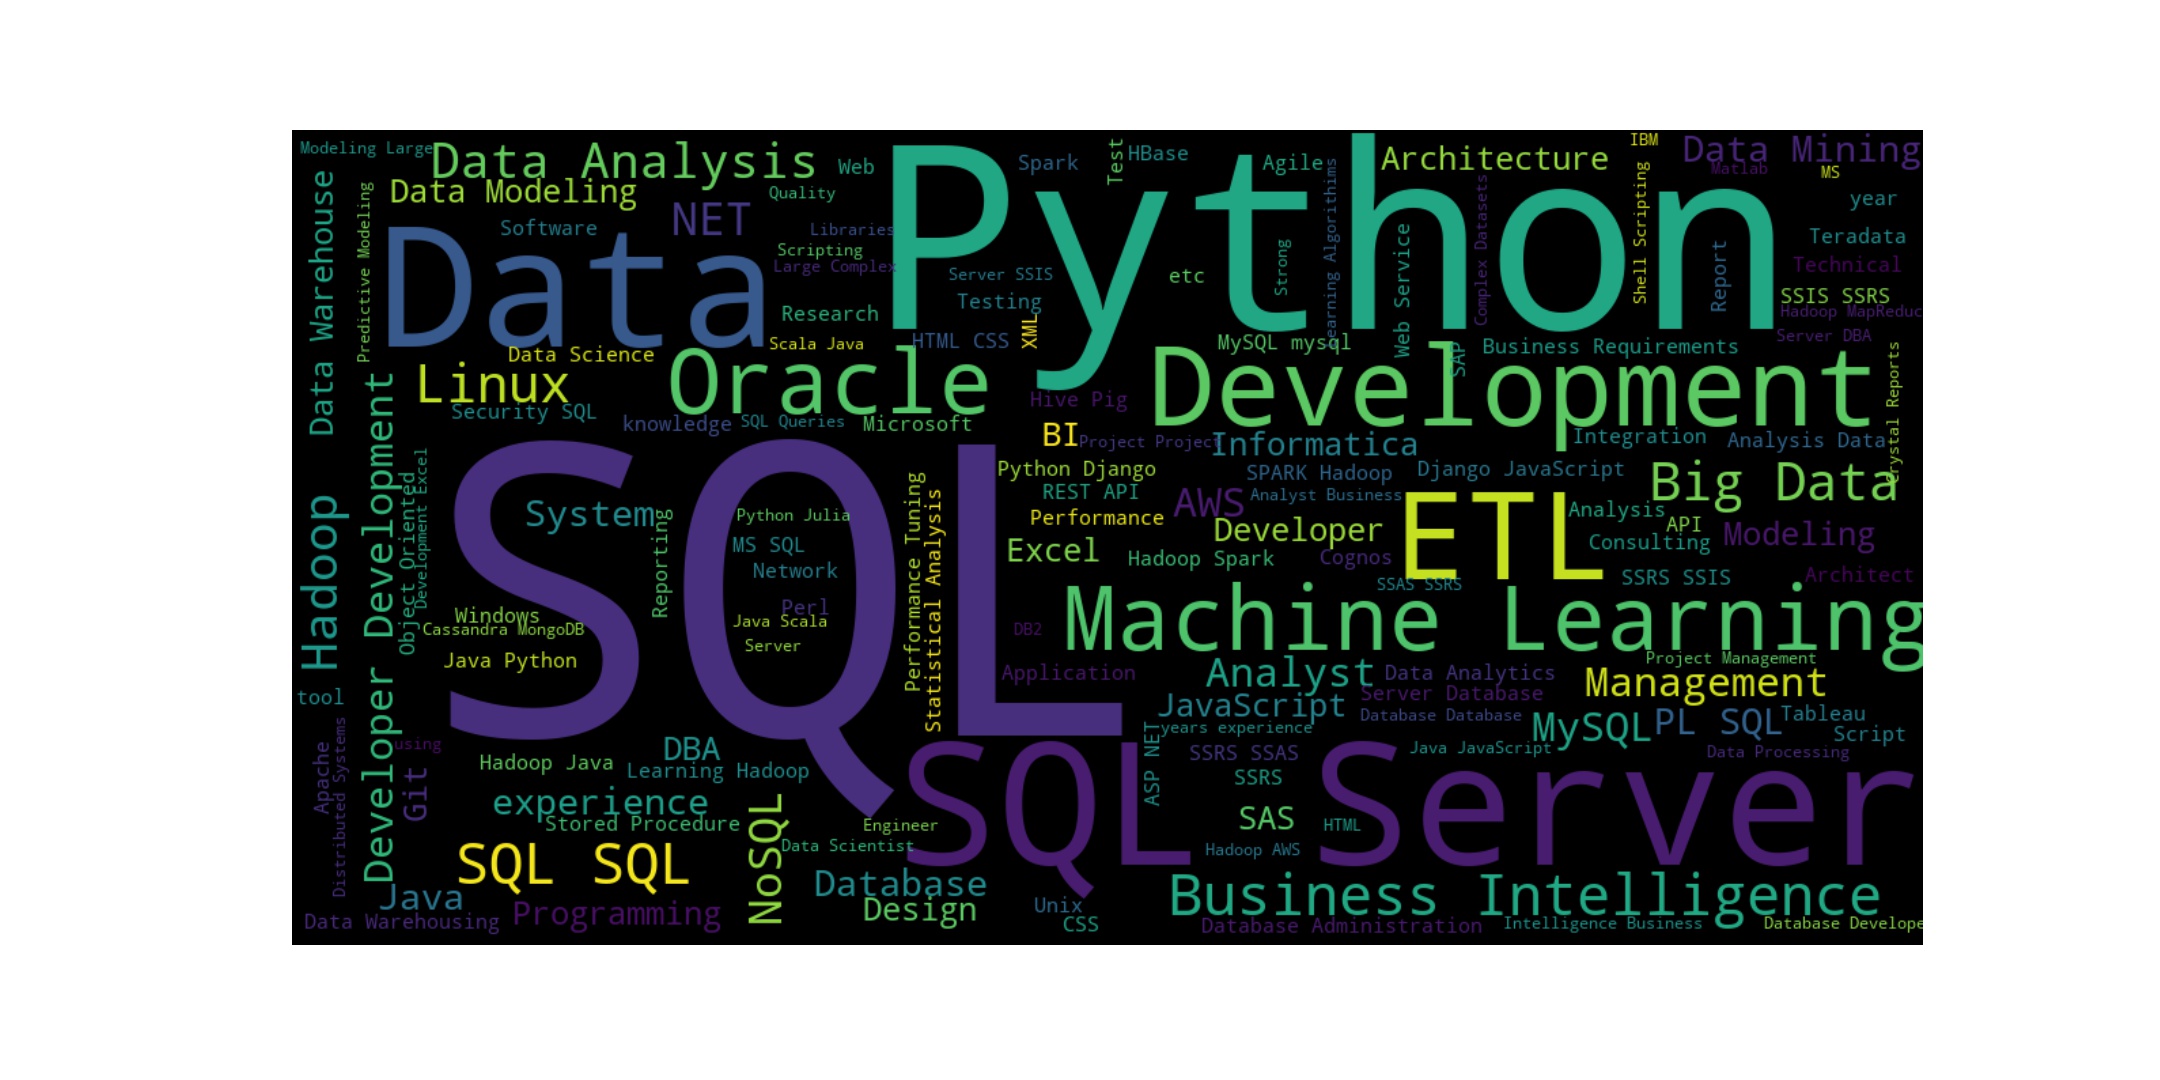 Modeling Large
Data Analysis
Web
Python
Spark
Test
HBase
Agile
Architecture
IBM
Data Mining
Matlab
MS
Data Warehouse
Predictive Modeling
Data Modeling
Quality
year
Software
NET
Libraries
Data
Scripting
Large Complex
Server SSIS
etc
Strong
Learning Algorithims
Web Service
Complex Datasets
Shell Scripting
Report
Teradata
Technical
SSIS SSRS
Hadoop MapReduc
Server DBA
Testing
Research
XML
HTML CSS
Scala Java
Data Science
MySQL mysql
SAP
Business Requirements
Crystal Reports
Linux
Oracle
Development
Security SQL
knowledge
SQL Queries
Microsoft
Hive Pig
BI
Project Project
Informatica
Integration
Analysis Data
Developer Development
Object Oriented
Development Excel
Python Django
SPARK Hadoop
Django JavaScript
Big Data
Hadoop
SQL
System
Reporting
Python Julia
MS SQL
Network
Perl
Java Scala
Server
Performance Tuning
Statistical Analysis
REST API
AWS
Analyst Business
ETL
Analysis
API
Modeling
Performance
Developer
Consulting
Excel
Hadoop Spark
Cognos
SSAS SSRS
SSRS SSIS
Architect
Windows
Cassandra MongoDB
Java Python
DB2
Machine Learning
Application
Analyst
Data Analytics
Project Management
Server Database
Management
tool
JavaScript
Database Database
MySQL
PL SQL
Tableau
Script
years experience
Apache
Distributed Systems
using
Git
DBA
Hadoop Java
Learning Hadoop
ASP NET
SSRS SSAS
Java JavaScript
Data Processing
SQL Server
SSRS
experience
Stored Procedure
NoSQL
Engineer
SAS
HTML
Data Scientist
Hadoop AWS
SQL SQL
Java
Database
Business Intelligence
Data Warehousing
Programming
Design
Unix
CSS
Database Administration
Intelligence Business
Database Develope